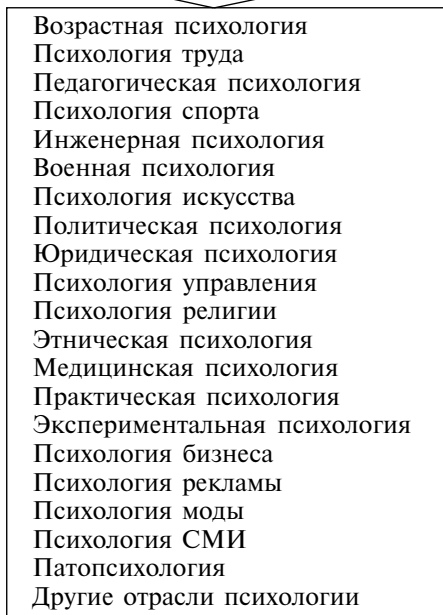 Возрастная психология
Психология труда
Педагогическая психология
Психология спорта
Инженерная психология
Военная психология
Психология искусства
Политическая психология
Юридическая психология
Психология управления
Психология религии
Этническая психология
Медицинская психология
Практическая психология
Экспериментальная психология
Психология бизнеса
Психология рекламы
Психология моды
Психология СМИ
Патопсихология
Другие отрасли психологии